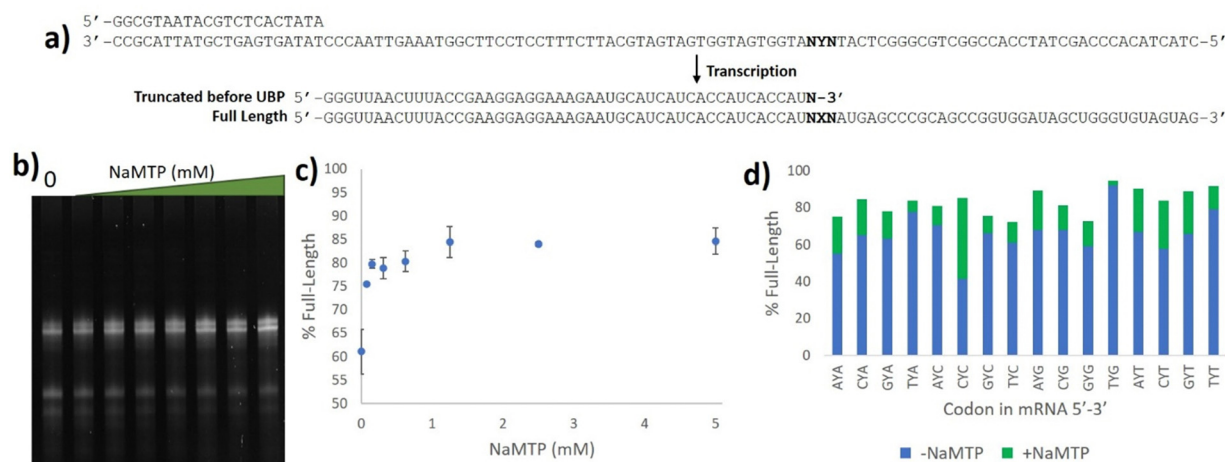 a)
5’-GGCGTAATACGTCTCACTATA
3’-CCGCATTATGCTGAGTGATATCCCAATTGAAATGGCTTCCTCCTTTCTTACGTAGTAGTGGTAGTGGTANYNTACTCGGGCGTCGGCCACCTATCGACCCACATCATC-5’
Transcription
Truncated before UBP 5’-GGGUUAACUUUACCGAAGGAGGAAAGAAUGCAUCAUCACCAUCACCAUN-3’
Full Length 5’-GGGUUAACUUUACCGAAGGAGGAAAGAAUGCAUCAUCACCAUCACCAUNXNAUGAGCCCGCAGCCGGUGGAUAGCUGGGUGUAGUAG-3’
b)
0 NaMTP (mM)
c)
% Full-Length
100
95
90
85
80
75
70
65
60
55
50
0 1 2 3 4 5
NaMTP (mM)
d)
% Full-Length
100
80
60
40
20
0
AYA CYA GYA TYA AYC CYC GYC TYC AYG CYG GYG TYG AYT CYT GYT TYT
Codon in mRNA 5’-3’
-NaMTP +NaMTP